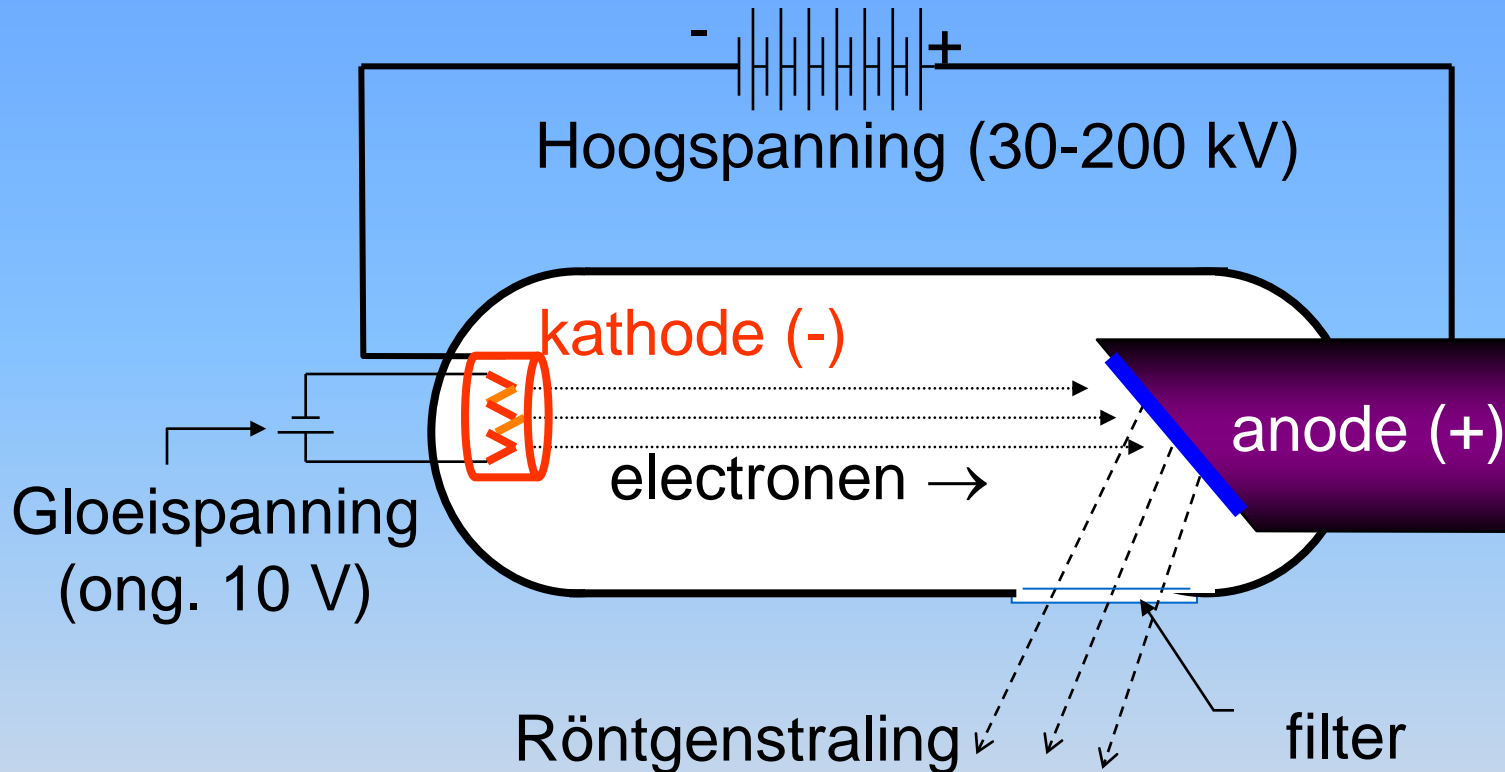 - +
Hoogspanning (30-200 kV)
kathode (-)
anode (+)
electronen →
Gloeispanning
(ong. 10 V)
Röntgenstraling
filter